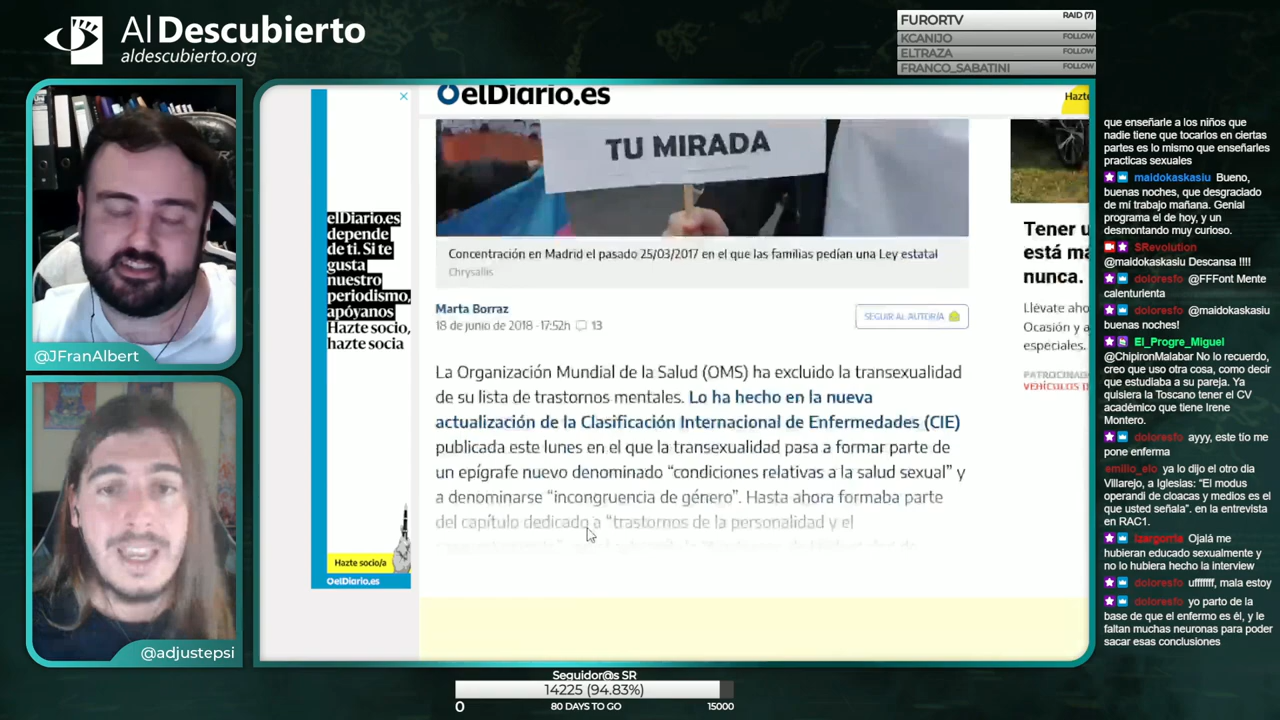 Al Descubierto
aldescubierto.org
FURORTV
RAID (7)
KCANIJO
FOLLOW
ELTRAZA
FOLLOW
FRANCO_SABATINI
FOLLOW
@JFranAlbert
@adjustepsi
elDiario.es
depende
de ti. Si te
gusta
nuestro
periodismo,
apóyanos
Hazte socio,
hazte socia
Hazte socio/a
elDiario.es
elDiario.es
Hazte
TU MIRADA
Concentración en Madrid el pasado 25/03/2017 en el que las familias pedían una Ley estatal
Chrysallis
Marta Borraz
18 de junio de 2018 - 17:52h
13
SEGUIR AL AUTOR/A
La Organización Mundial de la Salud (OMS) ha excluido la transexualidad
de su lista de trastornos mentales. Lo ha hecho en la nueva
actualización de la Clasificación Internacional de Enfermedades (CIE)
publicada este lunes en el que la transexualidad pasa a formar parte de
un epígrafe nuevo denominado “condiciones relativas a la salud sexual” y
a denominarse “incongruencia de género”. Hasta ahora formaba parte
del capítulo dedicado a “trastornos de la personalidad y el
Tener u
está ma
nunca.
Llévate aho
Ocasión y a
especiales.
PATROCINAD
VEHÍCULOS
que enseñarle a los niños que
nadie tiene que tocarlos en ciertas
partes es lo mismo que enseñarles
practicas sexuales
maidokaskasiu Bueno,
buenas noches, que desgraciado
de mí trabajo mañana. Genial
programa el de hoy, y un
desmontando muy curioso.
SRevolution
@maidokaskasiu Descansa !!!!
doloresfo @FFFont Mente
calenturienta
doloresfo @maidokaskasiu
buenas noches!
El_Progre_Miguel
@ChipironMalabar No lo recuerdo,
creo que uso otra cosa, como decir
que estudiaba a su pareja. Ya
quisiera la Toscano tener el CV
académico que tiene Irene
Montero.
doloresfo ayyy, este tío me
pone enferma
emilio_elo ya lo dijo el otro dia
Villarejo, a Iglesias: "El modus
operandi de cloacas y medios es el
que usted señala". en la entrevista
en RAC1.
Izargorria Ojalá me
hubieran educado sexualmente y
no lo hubiera hecho la interview
doloresfo ufffffff, mala estoy
doloresfo yo parto de la
base de que el enfermo es él, y le
faltan muchas neuronas para poder
sacar esas conclusiones
Seguidor@s SR
14225 (94.83%)
0
80 DAYS TO GO
15000